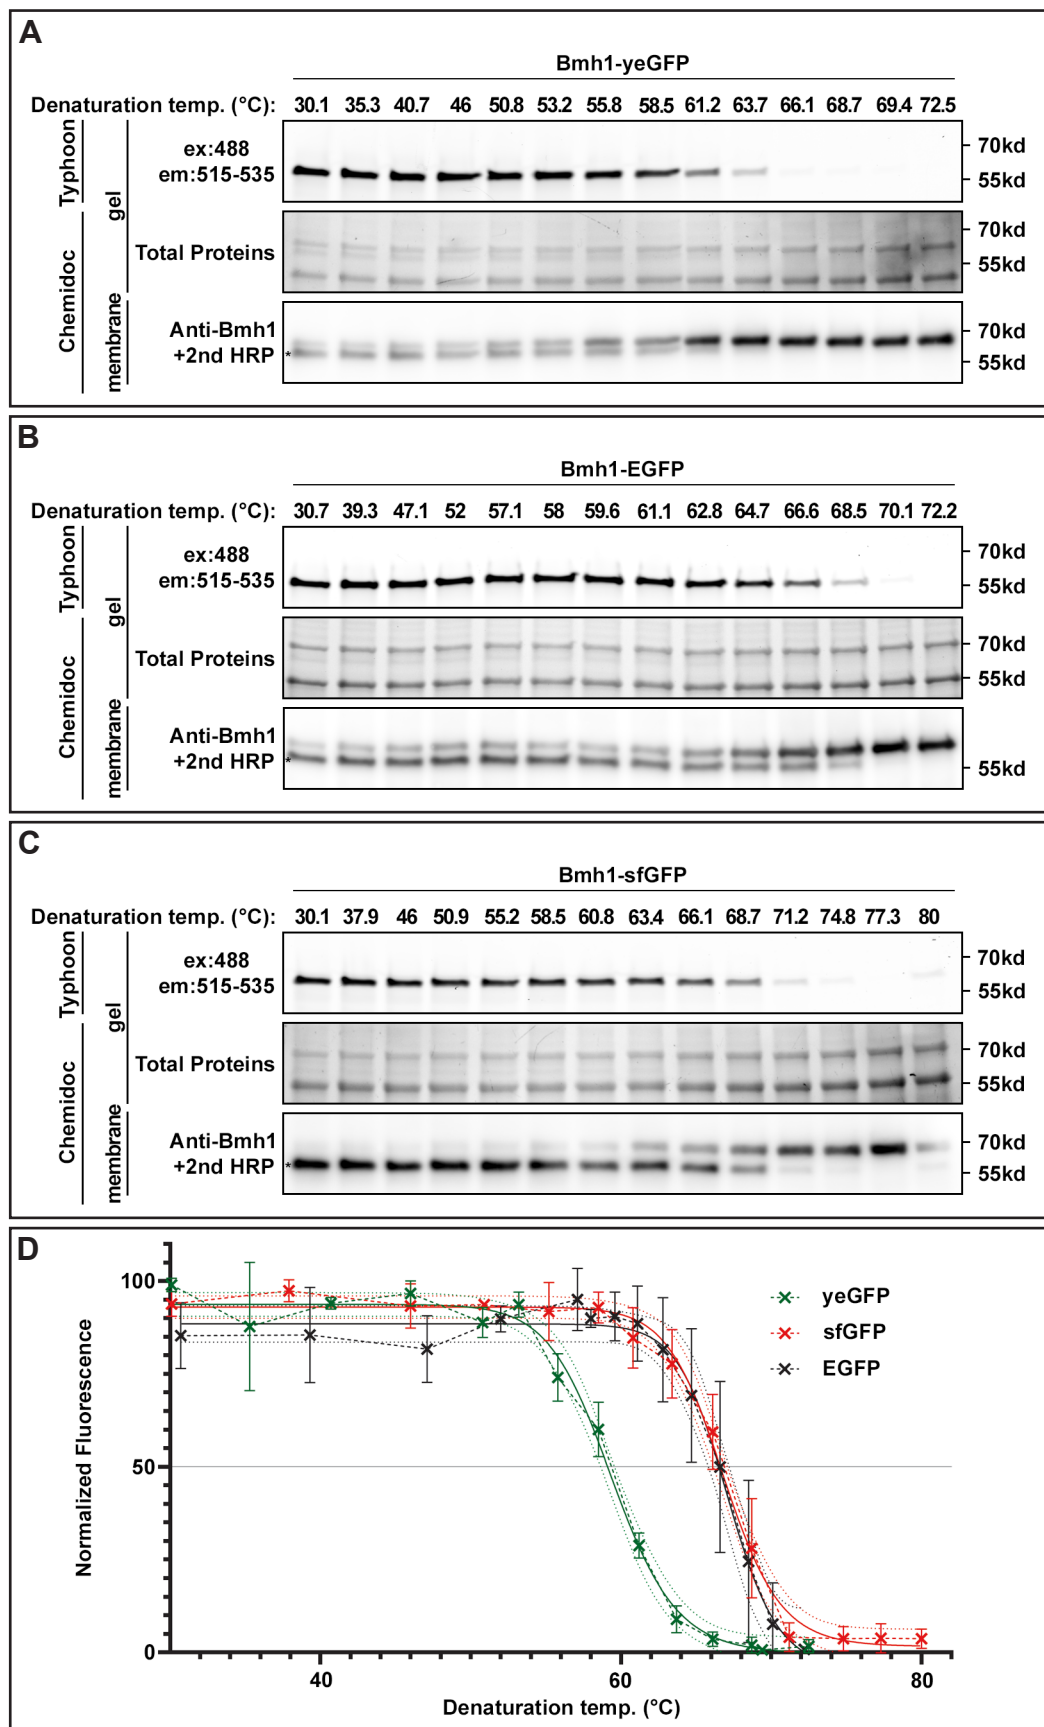 A
Bmh1-yeGFP
Denaturation temp. (°C): 30.1 35.3 40.7 46 50.8 53.2 55.8 58.5 61.2 63.7 66.1 68.7 69.4 72.5
Typhoon
Chemidoc
gel
membrane
ex:488
em:515-535
70kd
55kd
Total Proteins
70kd
55kd
Anti-Bmh1
+2nd HRP
*
70kd
55kd
B
Bmh1-EGFP
Denaturation temp. (°C): 30.7 39.3 47.1 52 57.1 58 59.6 61.1 62.8 64.7 66.6 68.5 70.1 72.2
Typhoon
Chemidoc
gel
membrane
ex:488
em:515-535
70kd
55kd
Total Proteins
70kd
55kd
Anti-Bmh1
+2nd HRP
*
55kd
C
Bmh1-sfGFP
Denaturation temp. (°C): 30.1 37.9 46 50.9 55.2 58.5 60.8 63.4 66.1 68.7 71.2 74.8 77.3 80
Typhoon
Chemidoc
gel
membrane
ex:488
em:515-535
70kd
55kd
Total Proteins
70kd
55kd
Anti-Bmh1
+2nd HRP
*
70kd
55kd
D
Normalized Fluorescence
100
50
0
yeGFP
sfGFP
EGFP
40 60 80
Denaturation temp. (°C)